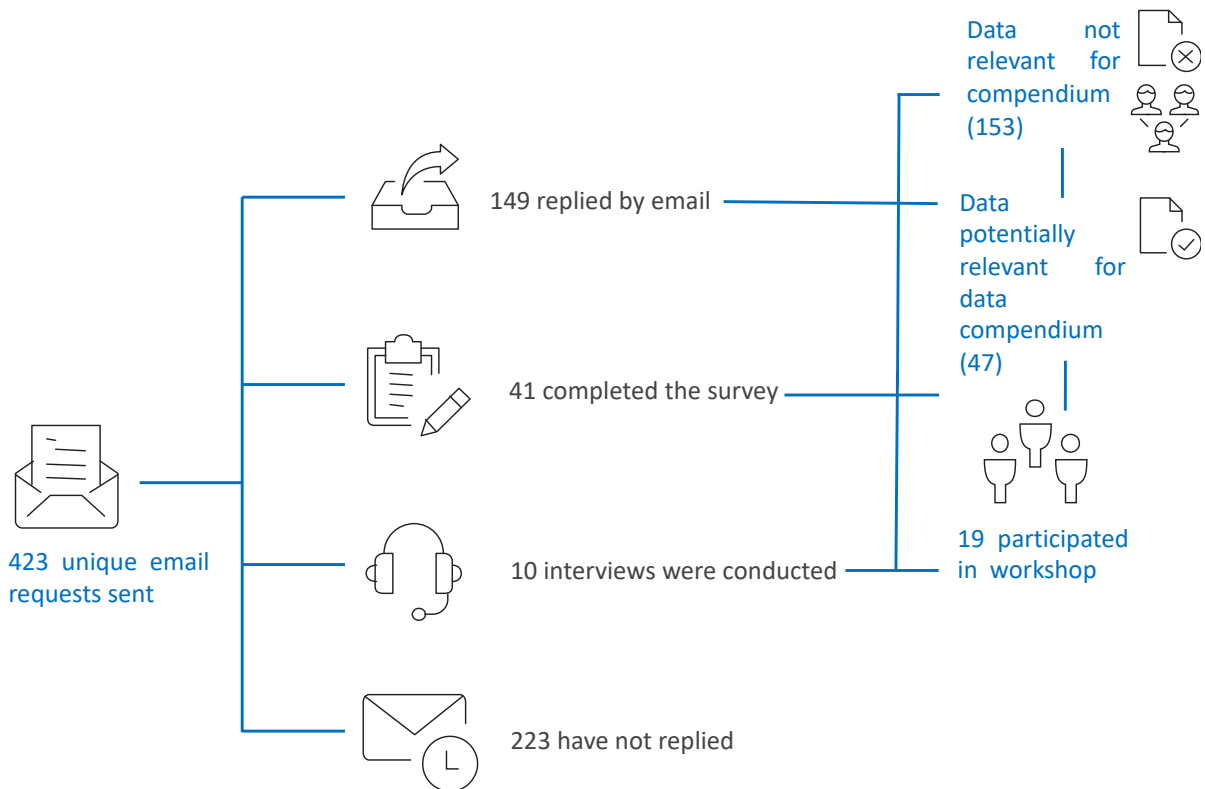 423 unique email
requests sent
149 replied by email
41 completed the survey
10 interviews were conducted
223 have not replied
Data not
relevant for
compendium
(153)
Data
potentially
relevant for
data
compendium
(47)
19 participated
in workshop